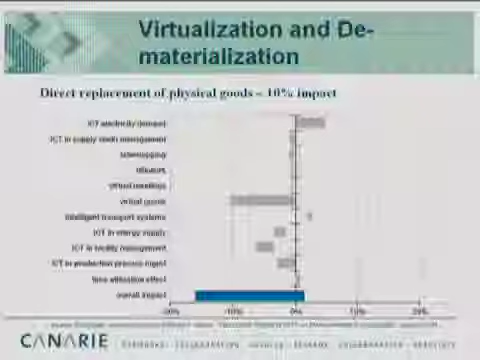 Virtualization and De-
materialization
Direct replacement of physical goods – 10% impact
ICT electricity demand
ICT in supply chain management
teleshopping
telework
virtual meetings
virtual goods
intelligent transport systems
ICT in energy supply
ICT in facility management
ICT in production process mgmt
time utilisation effect
overall impact
-20% -10% 0% 10% 20%
CANARIE